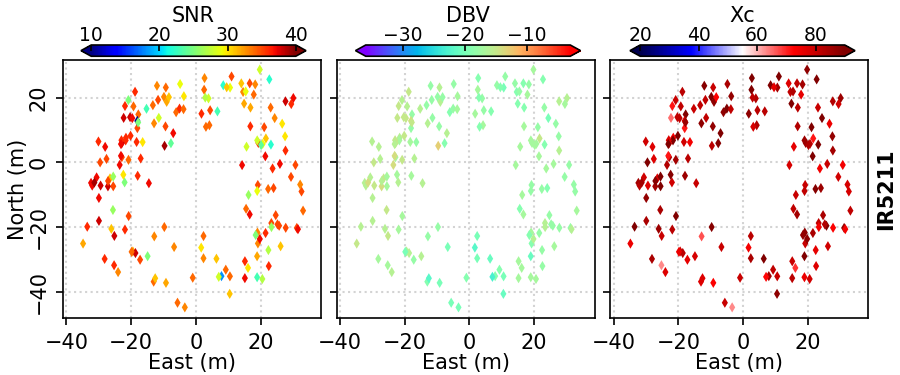 SNR DBV Xc
10 20 30 40 −30 −20 −10 20 40 60 80
20
0
−20
−40
North (m)
IR5211
−40 −20 0 20 −40 −20 0 20 −40 −20 0 20
East (m) East (m) East (m)